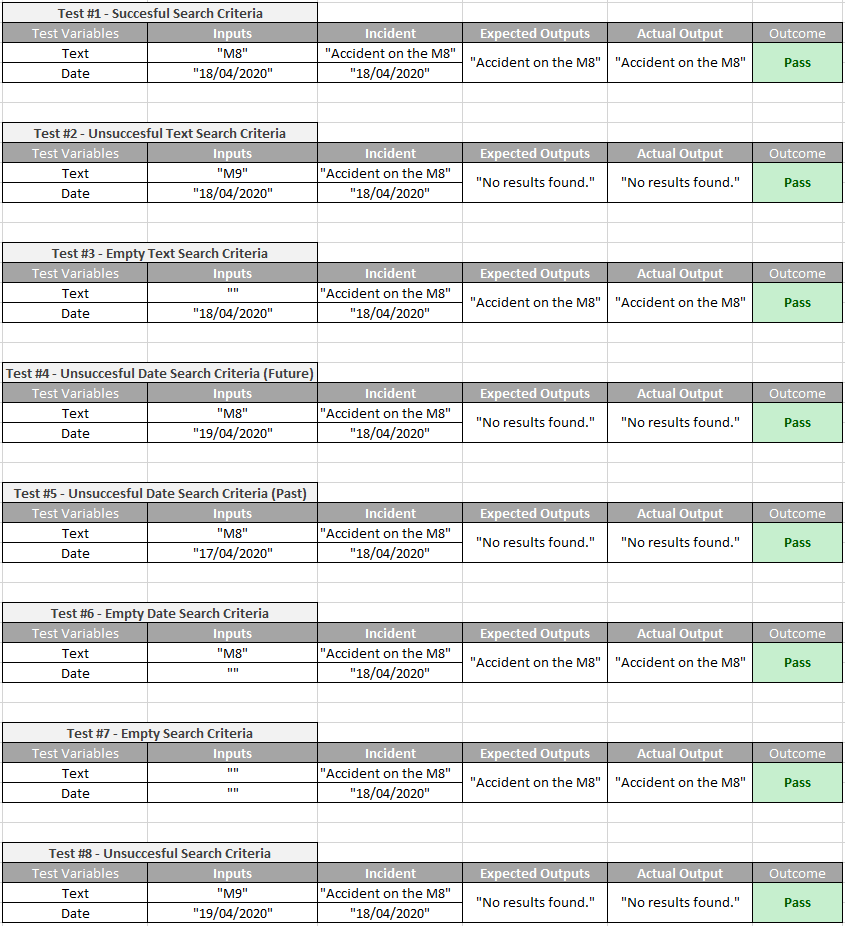 Test #1 - Succesful Search Criteria
Test Variables Inputs Incident Expected Outputs Actual Output Outcome
Text "M8" "Accident on the M8" "Accident on the M8" "Accident on the M8" Pass
Date "18/04/2020" "18/04/2020"
Test #2 - Unsuccesful Text Search Criteria
Test Variables Inputs Incident Expected Outputs Actual Output Outcome
Text "M9" "Accident on the M8" "No results found." "No results found." Pass
Date "18/04/2020" "18/04/2020"
Test #3 - Empty Text Search Criteria
Test Variables Inputs Incident Expected Outputs Actual Output Outcome
Text "" "Accident on the M8" "Accident on the M8" "Accident on the M8" Pass
Date "18/04/2020" "18/04/2020"
Test #4 - Unsuccesful Date Search Criteria (Future)
Test Variables Inputs Incident Expected Outputs Actual Output Outcome
Text "M8" "Accident on the M8" "No results found." "No results found." Pass
Date "19/04/2020" "18/04/2020"
Test #5 - Unsuccesful Date Search Criteria (Past)
Test Variables Inputs Incident Expected Outputs Actual Output Outcome
Text "M8" "Accident on the M8" "No results found." "No results found." Pass
Date "17/04/2020" "18/04/2020"
Test #6 - Empty Date Search Criteria
Test Variables Inputs Incident Expected Outputs Actual Output Outcome
Text "M8" "Accident on the M8" "Accident on the M8" "Accident on the M8" Pass
Date "" "18/04/2020"
Test #7 - Empty Search Criteria
Test Variables Inputs Incident Expected Outputs Actual Output Outcome
Text "" "Accident on the M8" "Accident on the M8" "Accident on the M8" Pass
Date "" "18/04/2020"
Test #8 - Unsuccesful Search Criteria
Test Variables Inputs Incident Expected Outputs Actual Output Outcome
Text "M9" "Accident on the M8" "No results found." "No results found." Pass
Date "19/04/2020" "18/04/2020"